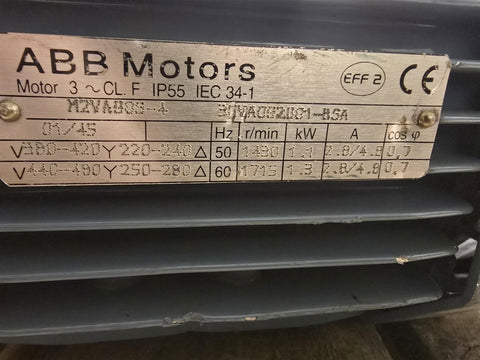 ABB Motors
Motor 3 ~ CL. F IP55 IEC 34-1 EFF 2 CE
01/45 Hz r/min kW A cos φ
V 380-420 Y 220-240 Δ 50 1.1 2.8/4.8 0,7
V 440-480 Y 250-280 Δ 60 1715 1.3 2.8/4.8 0,7